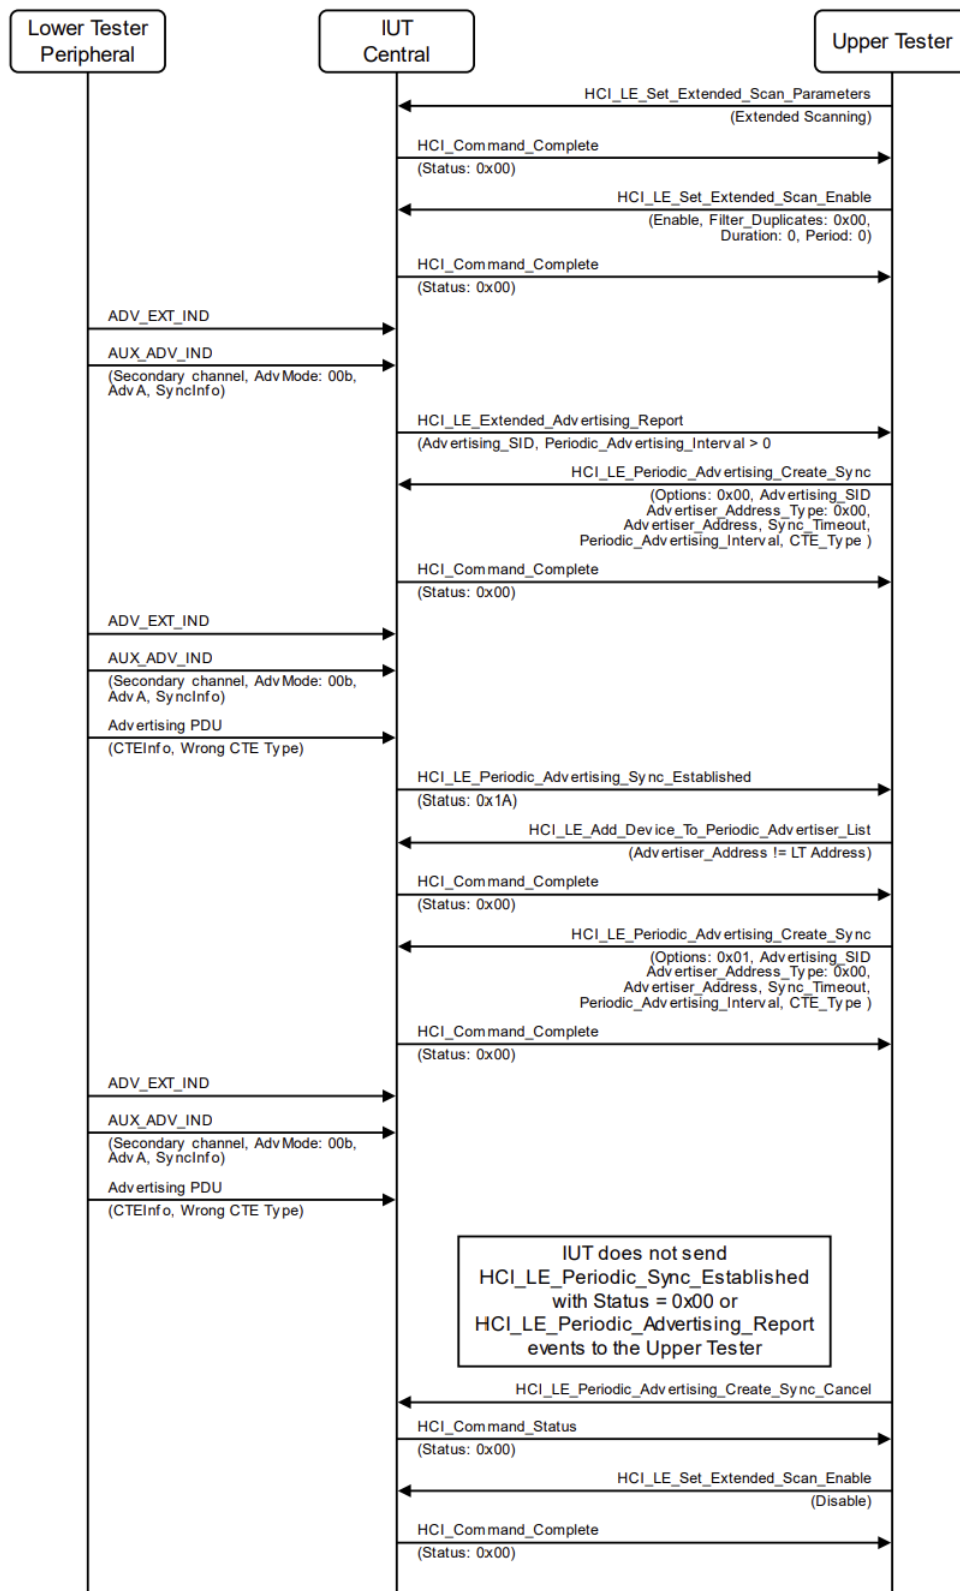 Lower Tester
Peripheral
IUT
Central
Upper Tester
HCI_LE_Set_Extended_Scan_Parameters
(Extended Scanning)
HCI_Command_Complete
(Status: 0x00)
HCI_LE_Set_Extended_Scan_Enable
(Enable, Filter_Duplicates: 0x00,
Duration: 0, Period: 0)
HCI_Command_Complete
(Status: 0x00)
ADV_EXT_IND
AUX_ADV_IND
(Secondary channel, AdvMode: 00b,
AdvA, SyncInfo)
HCI_LE_Extended_Advertising_Report
(Advertising_SID, Periodic_Advertising_Interval > 0
HCI_LE_Periodic_Advertising_Create_Sync
(Options: 0x00, Advertising_SID
Advertiser_Address_Type: 0x00,
Advertiser_Address, Sync_Timeout,
Periodic_Advertising_Interval, CTE_Type )
HCI_Command_Complete
(Status: 0x00)
ADV_EXT_IND
AUX_ADV_IND
(Secondary channel, AdvMode: 00b,
AdvA, SyncInfo)
Advertising PDU
(CTEInfo, Wrong CTE Type)
HCI_LE_Periodic_Advertising_Sync_Established
(Status: 0x1A)
HCI_LE_Add_Device_To_Periodic_Advertiser_List
(Advertiser_Address != LT Address)
HCI_Command_Complete
(Status: 0x00)
HCI_LE_Periodic_Advertising_Create_Sync
(Options: 0x01, Advertising_SID
Advertiser_Address_Type: 0x00,
Advertiser_Address, Sync_Timeout,
Periodic_Advertising_Interval, CTE_Type )
HCI_Command_Complete
(Status: 0x00)
ADV_EXT_IND
AUX_ADV_IND
(Secondary channel, AdvMode: 00b,
AdvA, SyncInfo)
Advertising PDU
(CTEInfo, Wrong CTE Type)
IUT does not send
HCI_LE_Periodic_Sync_Established
with Status = 0x00 or
HCI_LE_Periodic_Advertising_Report
events to the Upper Tester
HCI_LE_Periodic_Advertising_Create_Sync_Cancel
HCI_Command_Status
(Status: 0x00)
HCI_LE_Set_Extended_Scan_Enable
(Disable)
HCI_Command_Complete
(Status: 0x00)